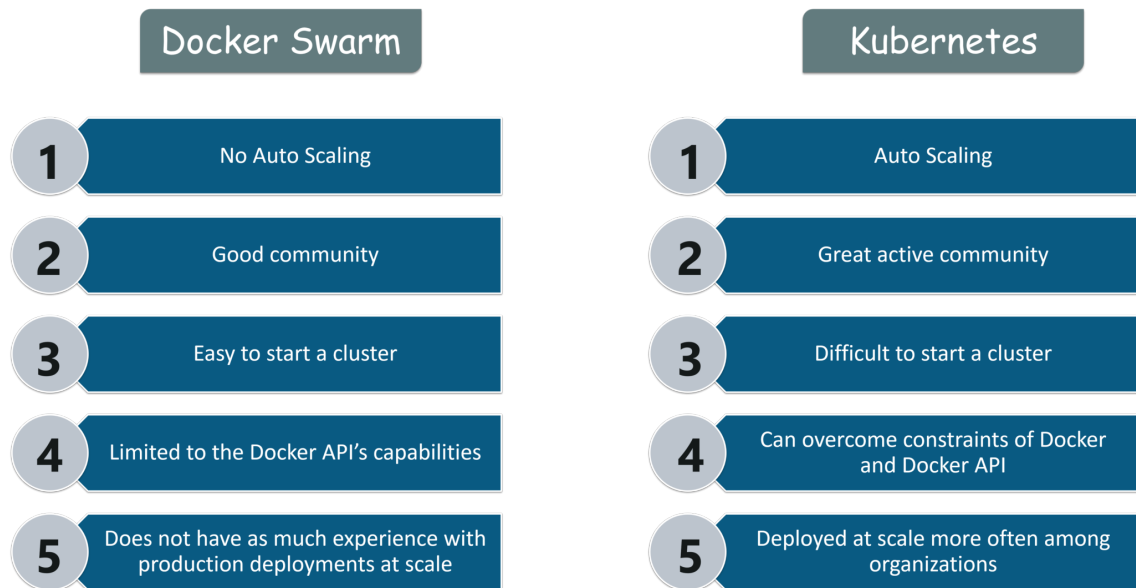 Docker Swarm
1
No Auto Scaling
2
Good community
3
Easy to start a cluster
4
Limited to the Docker API’s capabilities
5
Does not have as much experience with
production deployments at scale
Kubernetes
1
Auto Scaling
2
Great active community
3
Difficult to start a cluster
4
Can overcome constraints of Docker
and Docker API
5
Deployed at scale more often among
organizations